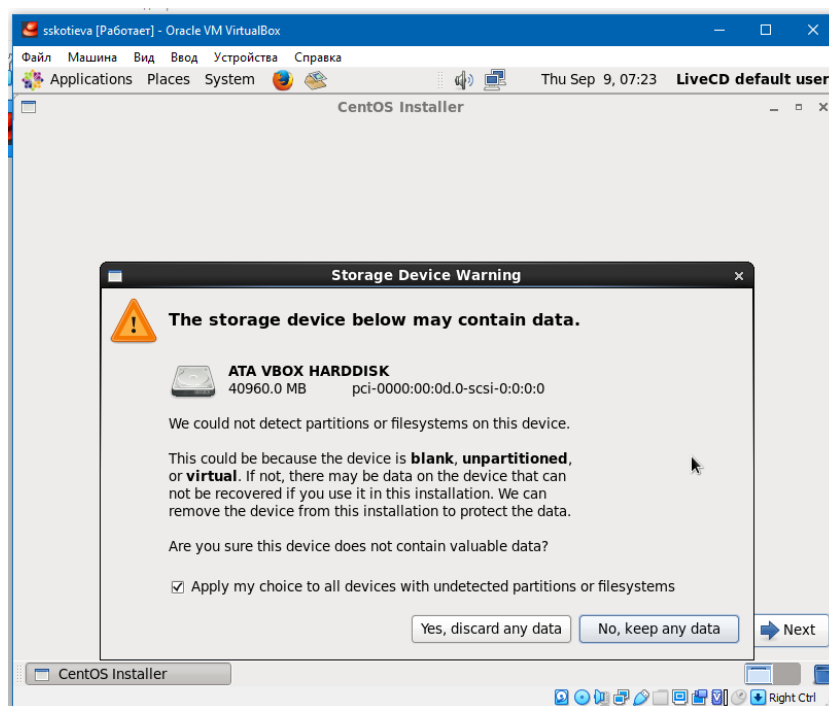 sskotieva [Работает] - Oracle VM VirtualBox
Файл Машина Вид Ввод Устройства Справка
Applications Places System Thu Sep 9, 07:23 LiveCD default user
CentOS Installer
Storage Device Warning
The storage device below may contain data.
ATA VBOX HARDDISK
40960.0 MB pci-0000:00:0d.0-scsi-0:0:0:0
We could not detect partitions or filesystems on this device.
This could be because the device is blank, unpartitioned,
or virtual. If not, there may be data on the device that can
not be recovered if you use it in this installation. We can
remove the device from this installation to protect the data.
Are you sure this device does not contain valuable data?
Apply my choice to all devices with undetected partitions or filesystems
Yes, discard any data No, keep any data Next
CentOS Installer
Right Ctrl